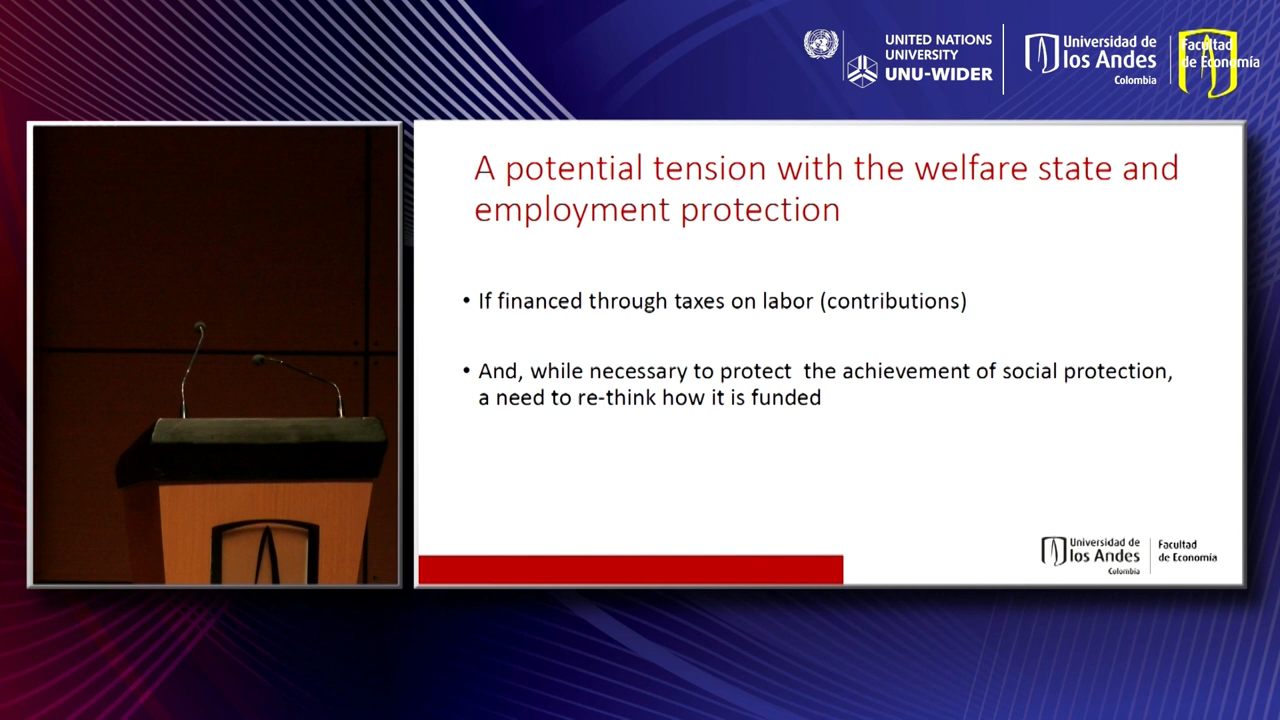 UNITED NATIONS
UNIVERSITY
UNU-WIDER
Universidad de
los Andes
Colombia
Facultad
de Economía
A potential tension with the welfare state and
employment protection
• If financed through taxes on labor (contributions)
• And, while necessary to protect  the achievement of social protection,
a need to re-think how it is funded
Universidad de
los Andes
Colombia
Facultad
de Economía